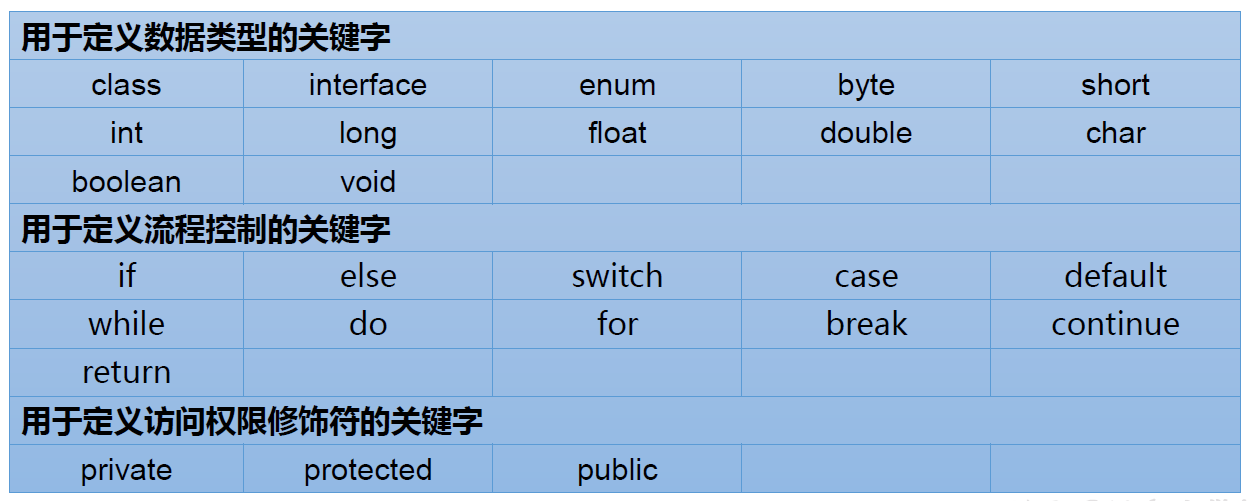 用于定义数据类型的关键字
class interface enum byte short
int long float double char
boolean void
用于定义流程控制的关键字
if else switch case default
while do for break continue
return
用于定义访问权限修饰符的关键字
private protected public